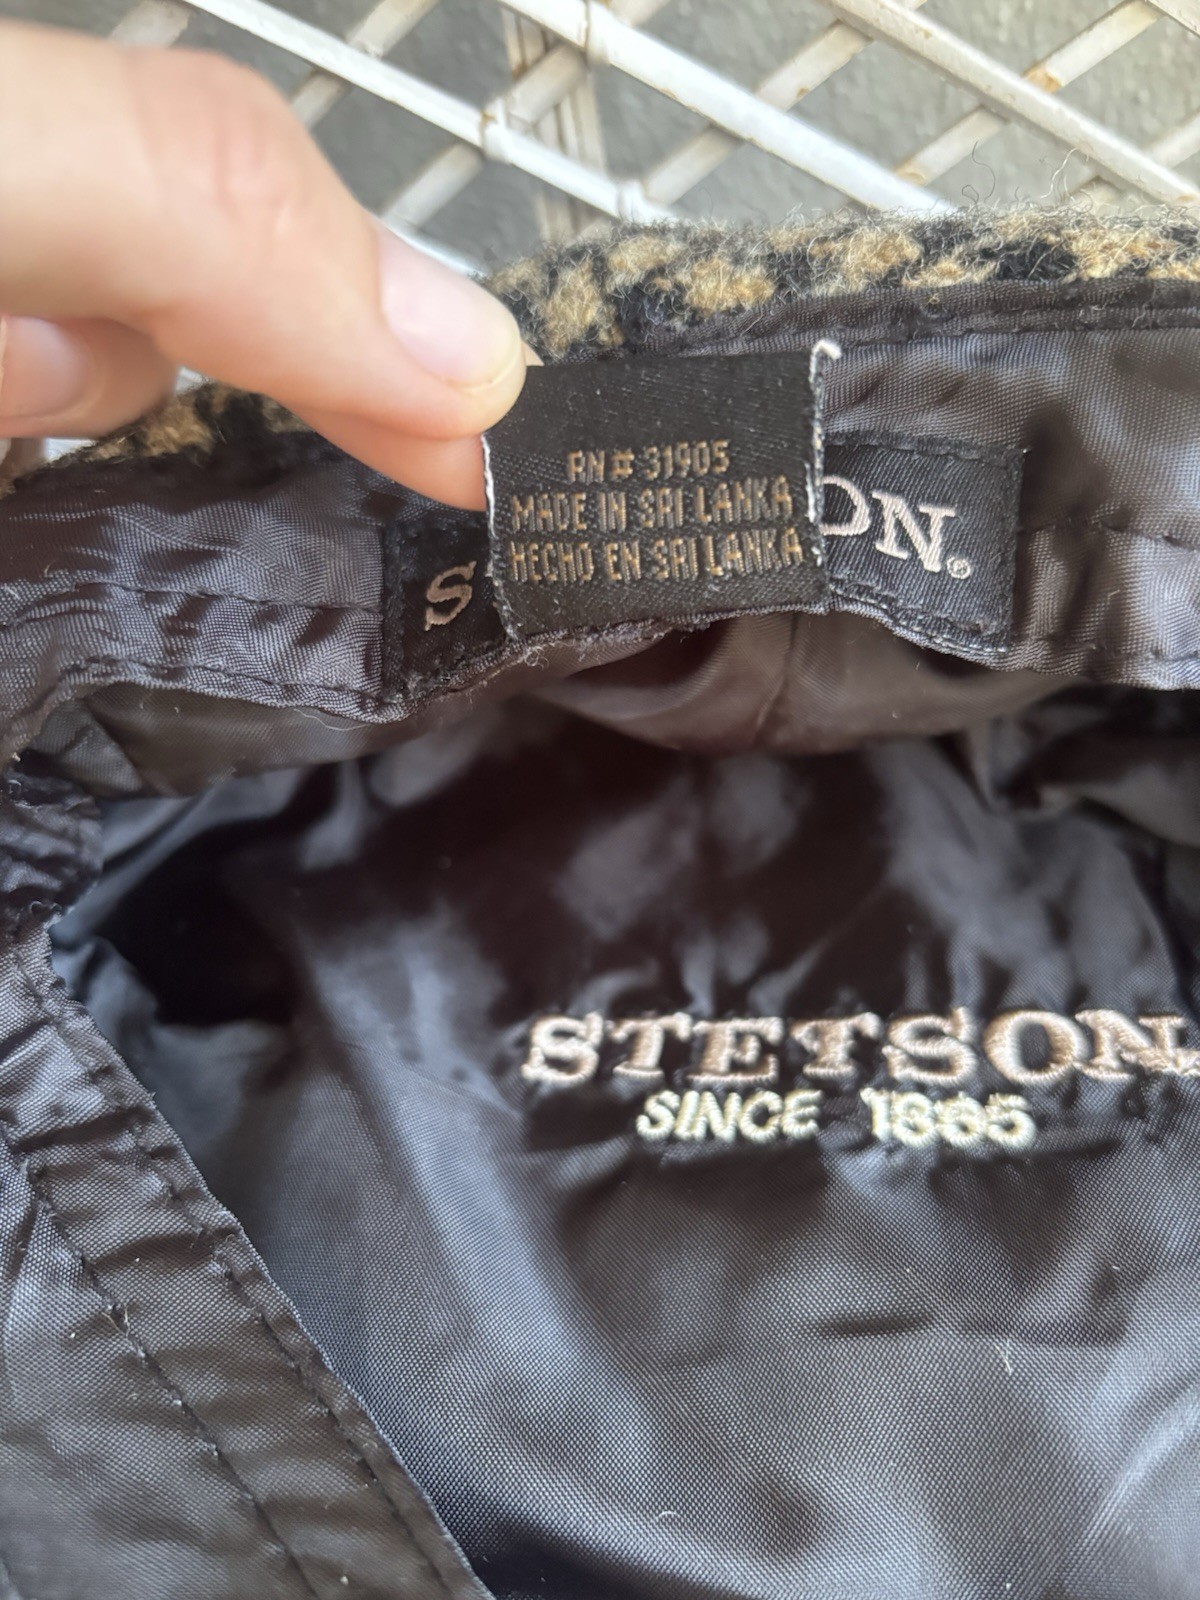 RN # 31905
MADE IN SRI LANKA
HECHO EN SRI LANKA
S ON®
STETSON
SINCE 1865